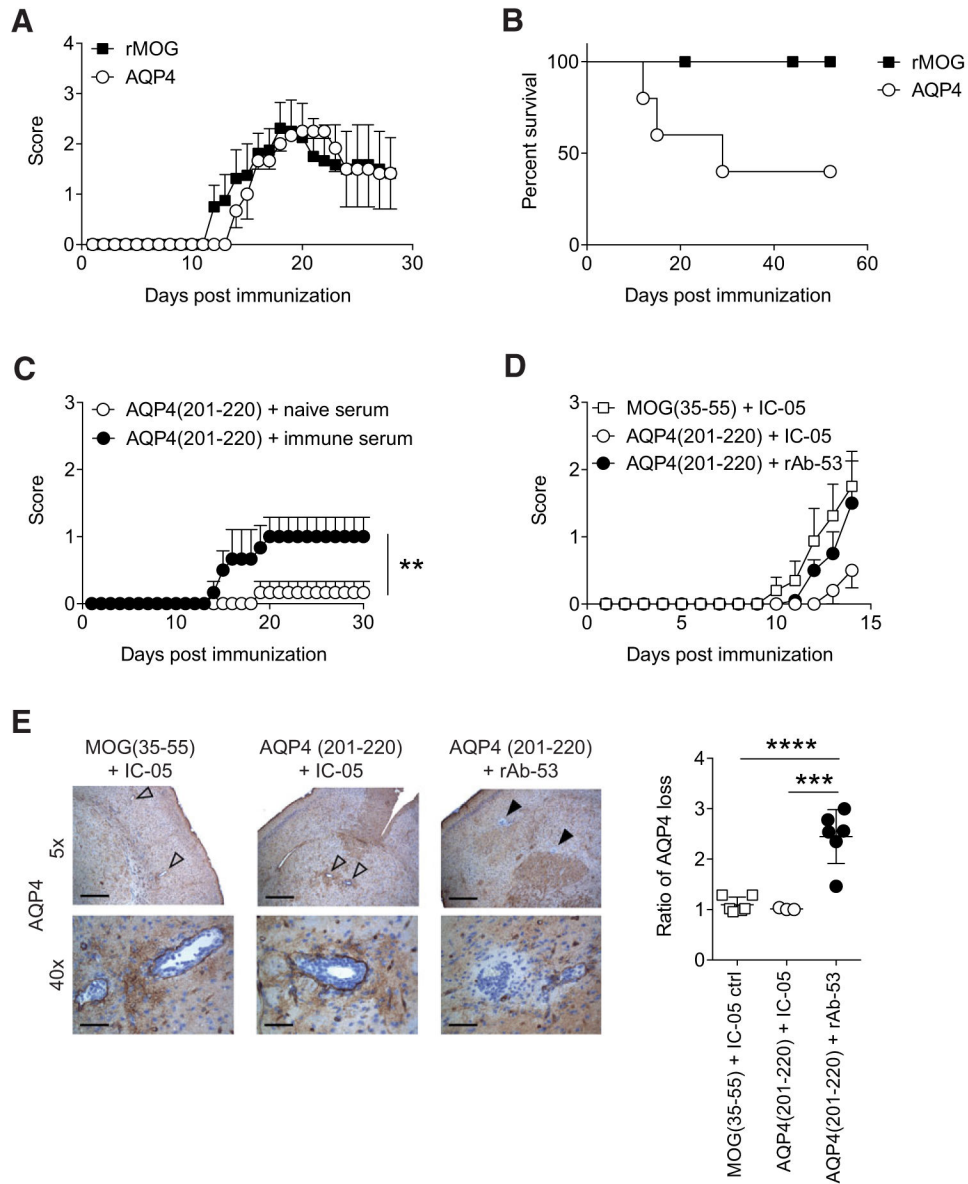 A
4
3
2
1
0
Score
rMOG
AQP4
0
10
20
30
Days post immunization
B
100
50
0
Percent survival
rMOG
AQP4
0
20
40
60
Days post immunization
C
3
2
1
0
Score
AQP4(201-220) + naive serum
AQP4(201-220) + immune serum
**
0
10
20
30
Days post immunization
D
3
2
1
0
Score
MOG(35-55) + IC-05
AQP4(201-220) + IC-05
AQP4(201-220) + rAb-53
0
5
10
15
Days post immunization
E
MOG(35-55)
+ IC-05
AQP4 (201-220)
+ IC-05
AQP4 (201-220)
+ rAb-53
AQP4
5x
40x
Ratio of AQP4 loss
4
3
2
1
0
****
***
MOG(35-55) + IC-05 ctrl
AQP4(201-220) + IC-05
AQP4(201-220) + rAb-53